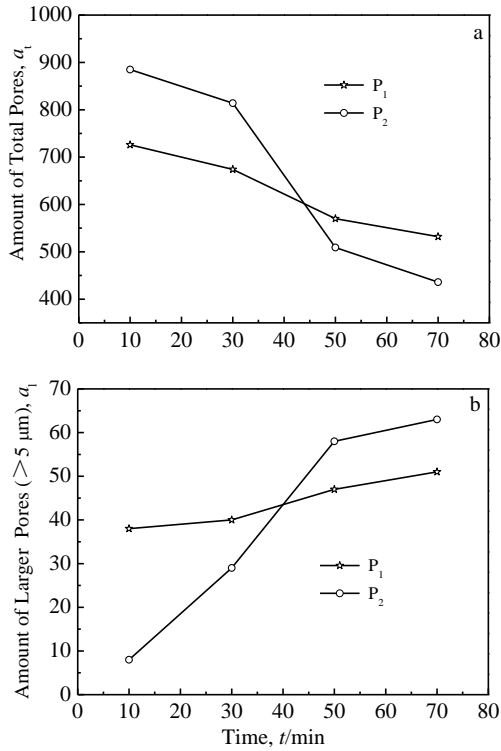 a
1000
900
800
700
600
500
400
Amount of Total Pores, aₜ
P₁
P₂
0 10 20 30 40 50 60 70 80
b
70
60
50
40
30
20
10
0
Amount of Larger Pores (＞5 μm), aₗ
P₁
P₂
0 10 20 30 40 50 60 70 80
Time, t/min